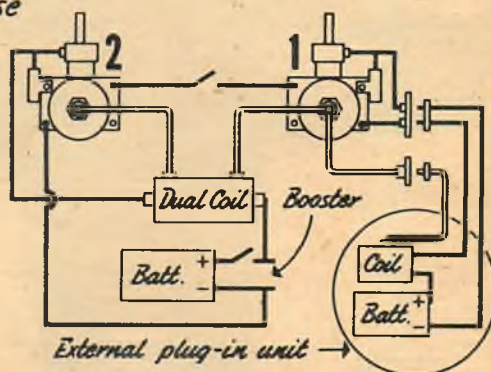 se
2
1
Dual Coil
Booster
Batt.
+
−
Coil
Batt.
+
−
External plug-in unit